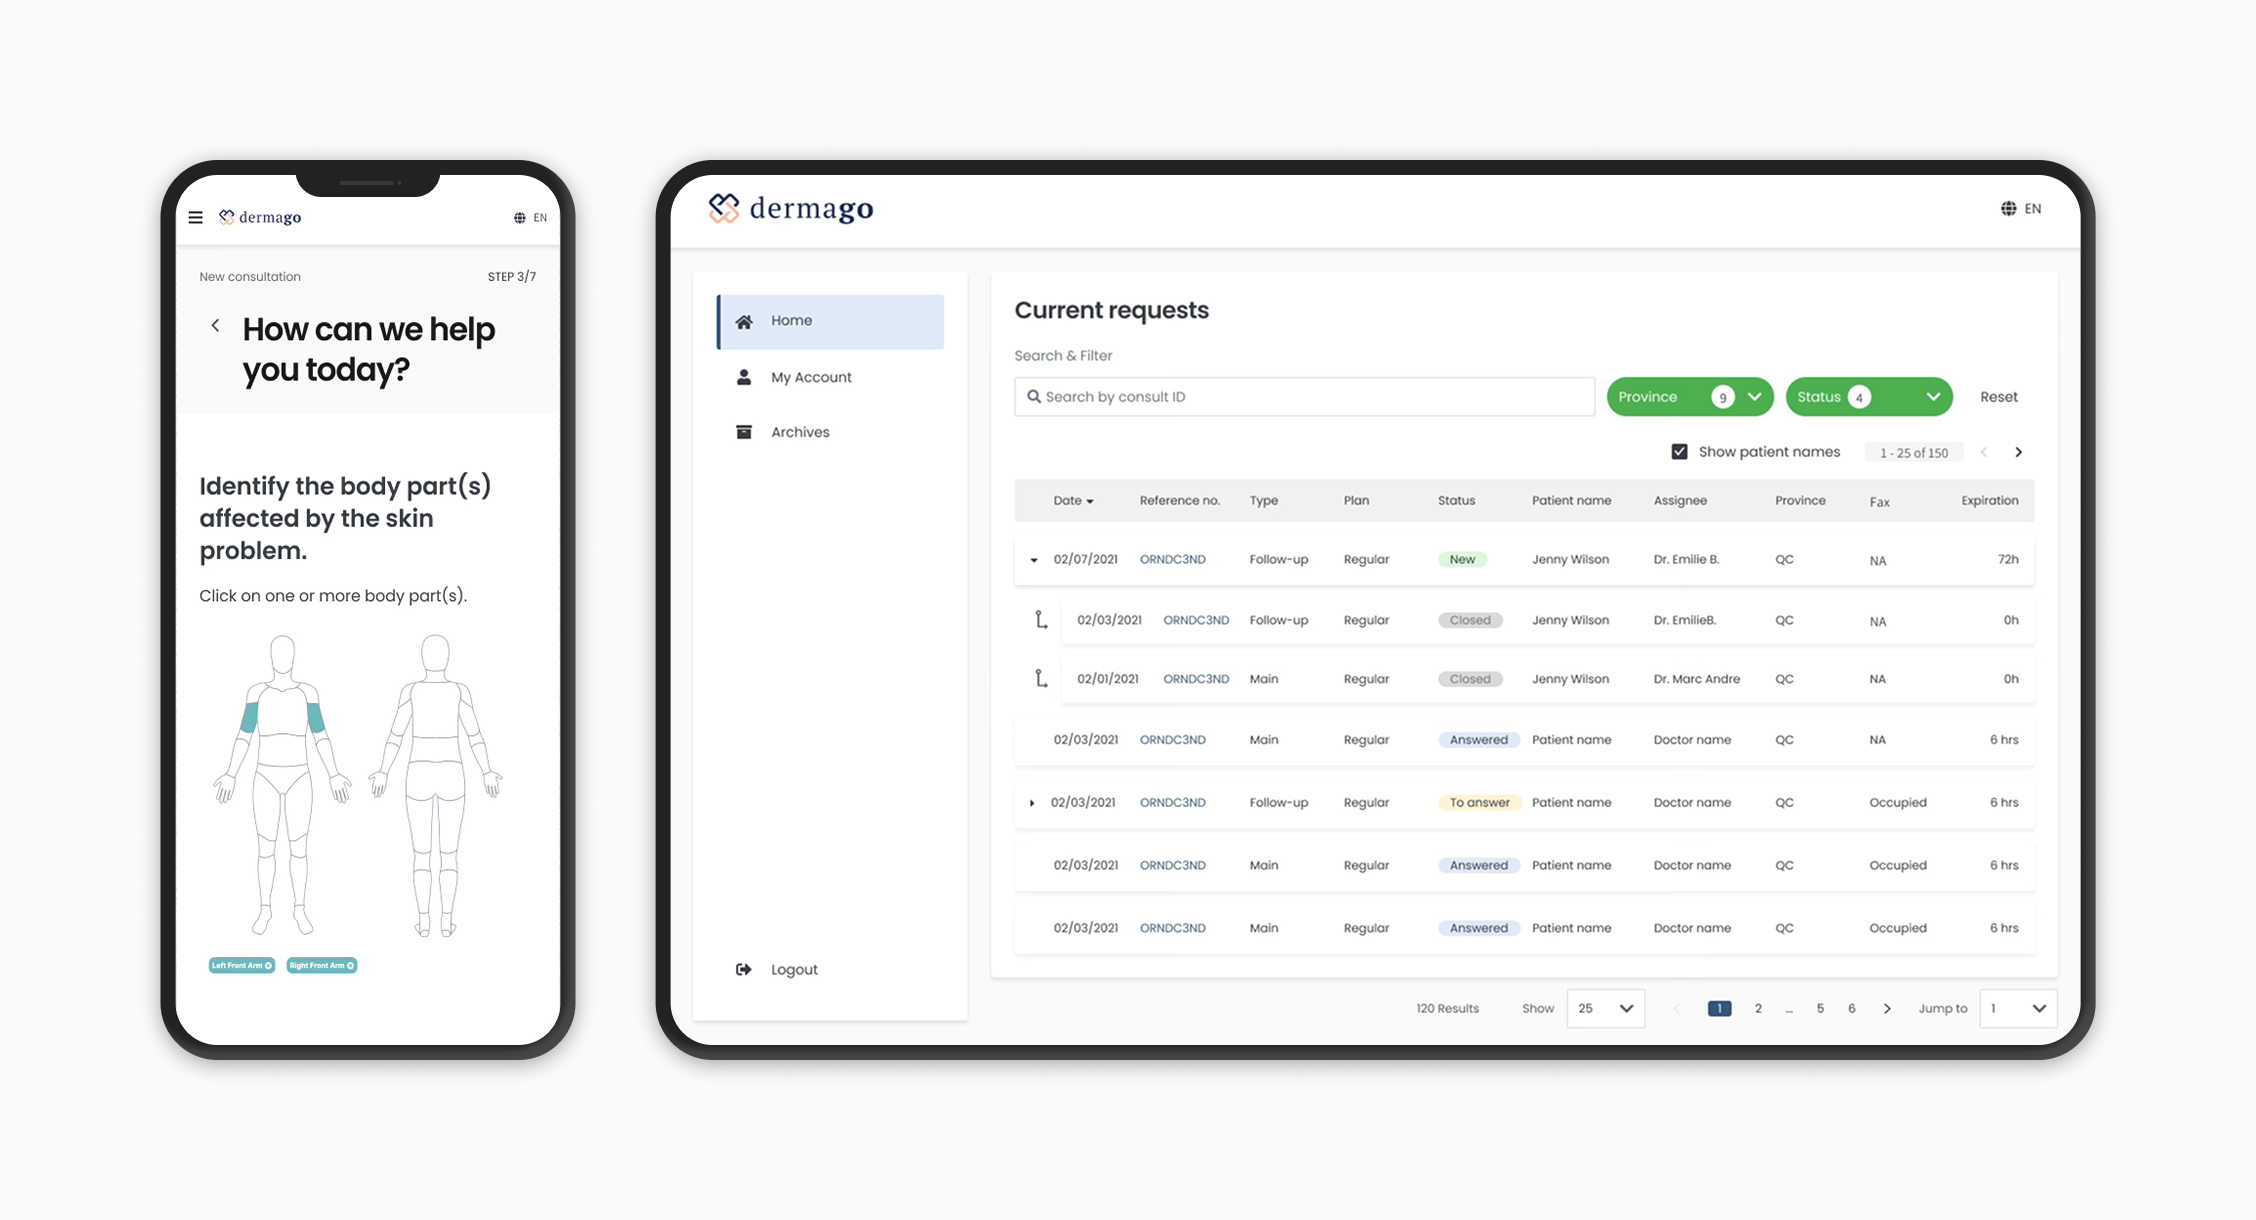 dermago
EN
New consultation
STEP 3/7
How can we help
you today?
Identify the body part(s)
affected by the skin
problem.
Click on one or more body part(s).
Left Front Arm
Right Front Arm
dermago
EN
Home
My Account
Archives
Logout
Current requests
Search & Filter
Search by consult ID
Province 9
Status 4
Reset
Show patient names
1 - 25 of 150
Date Reference no. Type Plan Status Patient name Assignee Province Fax Expiration
02/07/2021 ORNDC3ND Follow-up Regular New Jenny Wilson Dr. Emilie B. QC NA 72h
02/03/2021 ORNDC3ND Follow-up Regular Closed Jenny Wilson Dr. EmilieB. QC NA 0h
02/01/2021 ORNDC3ND Main Regular Closed Jenny Wilson Dr. Marc Andre QC NA 0h
02/03/2021 ORNDC3ND Main Regular Answered Patient name Doctor name QC NA 6 hrs
02/03/2021 ORNDC3ND Follow-up Regular To answer Patient name Doctor name QC Occupied 6 hrs
02/03/2021 ORNDC3ND Main Regular Answered Patient name Doctor name QC Occupied 6 hrs
02/03/2021 ORNDC3ND Main Regular Answered Patient name Doctor name QC Occupied 6 hrs
120 Results Show 25 1 2 ... 5 6 Jump to 1